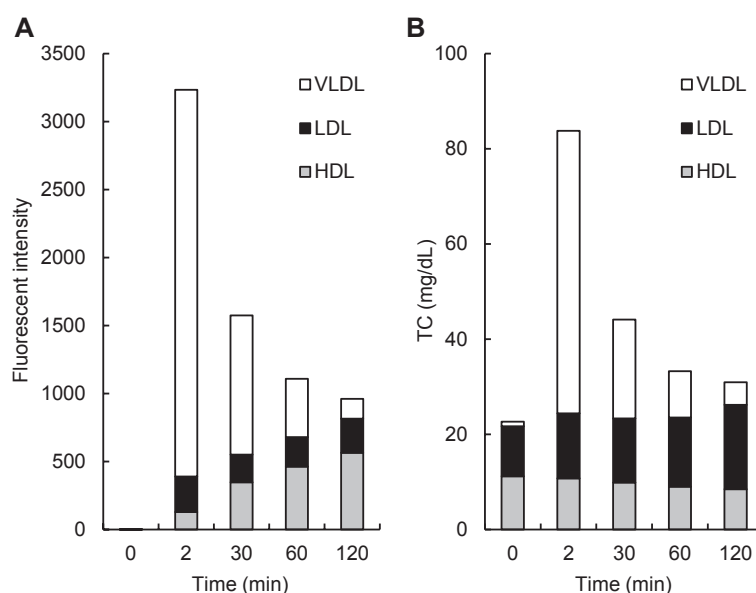 A
3500
3000
2500
2000
1500
1000
500
0
Fluorescent intensity
VLDL
LDL
HDL
0 2 30 60 120
Time (min)
B
100
80
60
40
20
0
TC (mg/dL)
VLDL
LDL
HDL
0 2 30 60 120
Time (min)